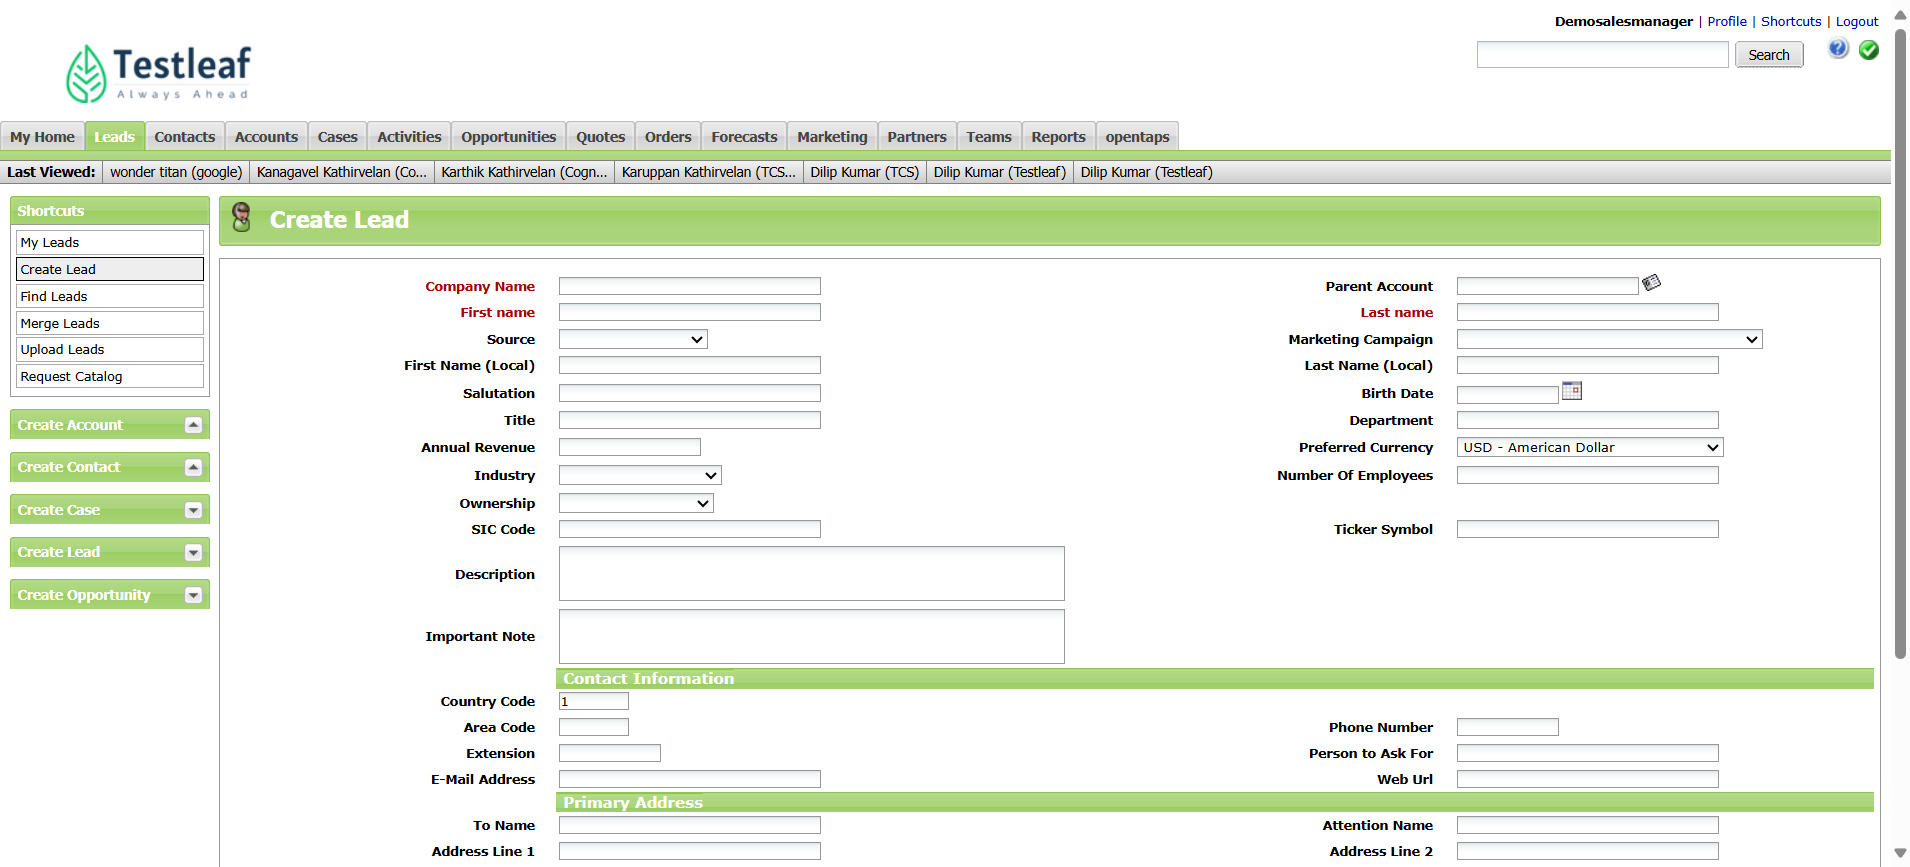 Demosalesmanager | Profile | Shortcuts | Logout
Testleaf
Always Ahead
Search
My Home Leads Contacts Accounts Cases Activities Opportunities Quotes Orders Forecasts Marketing Partners Teams Reports opentaps
Last Viewed: wonder titan (google) Kanagavel Kathirvelan (Co... Karthik Kathirvelan (Cogn... Karuppan Kathirvelan (TCS... Dilip Kumar (TCS) Dilip Kumar (Testleaf) Dilip Kumar (Testleaf)
Shortcuts
My Leads
Create Lead
Find Leads
Merge Leads
Upload Leads
Request Catalog
Create Account
Create Contact
Create Case
Create Lead
Create Opportunity
Create Lead
Company Name Parent Account
First name Last name
Source Marketing Campaign
First Name (Local) Last Name (Local)
Salutation Birth Date
Title Department
Annual Revenue Preferred Currency USD - American Dollar
Industry Number Of Employees
Ownership
SIC Code Ticker Symbol
Description
Important Note
Contact Information
Country Code 1
Area Code Phone Number
Extension Person to Ask For
E-Mail Address Web Url
Primary Address
To Name Attention Name
Address Line 1 Address Line 2